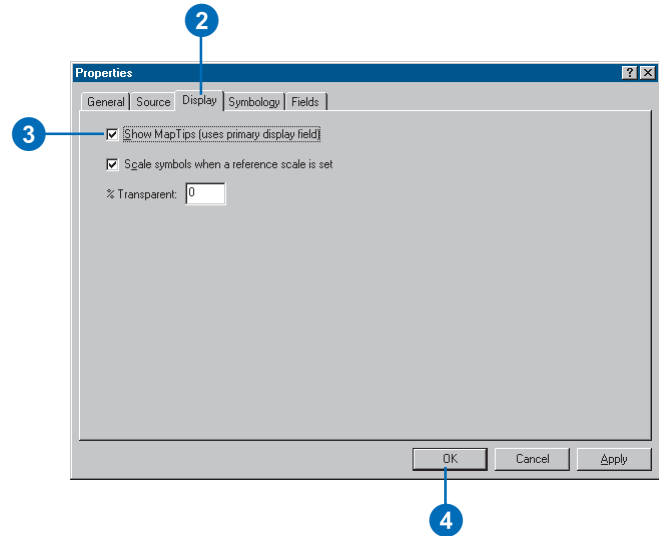 2
Properties
General Source Display Symbology Fields
3
Show MapTips (uses primary display field)
Scale symbols when a reference scale is set
% Transparent: 0
OK Cancel Apply
4